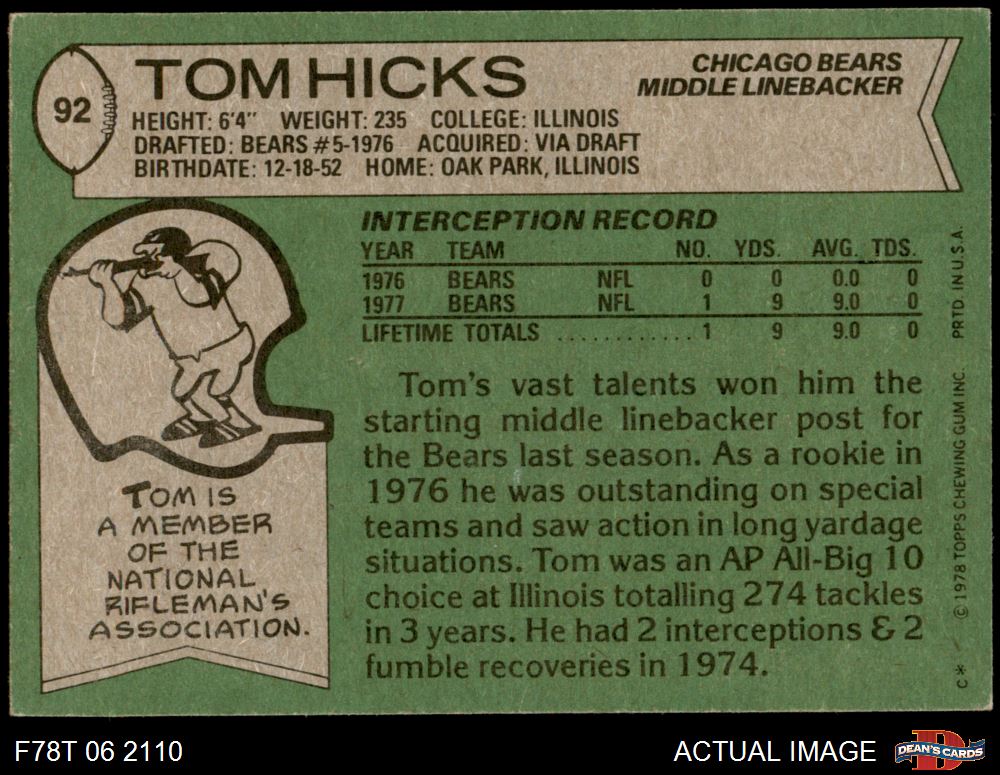 92
TOM HICKS
CHICAGO BEARS
MIDDLE LINEBACKER
HEIGHT: 6'4" WEIGHT: 235 COLLEGE: ILLINOIS
DRAFTED: BEARS #5-1976 ACQUIRED: VIA DRAFT
BIRTHDATE: 12-18-52 HOME: OAK PARK, ILLINOIS
INTERCEPTION RECORD
YEAR TEAM NO. YDS. AVG. TDS.
1976 BEARS NFL 0 0 0.0 0
1977 BEARS NFL 1 9 9.0 0
LIFETIME TOTALS ............ 1 9 9.0 0
Tom's vast talents won him the
starting middle linebacker post for
the Bears last season. As a rookie in
1976 he was outstanding on special
teams and saw action in long yardage
situations. Tom was an AP All-Big 10
choice at Illinois totalling 274 tackles
in 3 years. He had 2 interceptions & 2
fumble recoveries in 1974.
TOM IS
A MEMBER
OF THE
NATIONAL
RIFLEMAN'S
ASSOCIATION.
C* © 1978 TOPPS CHEWING GUM INC. PRTD. IN U.S.A.
F78T 06 2110
ACTUAL IMAGE
D
DEAN'S CARDS